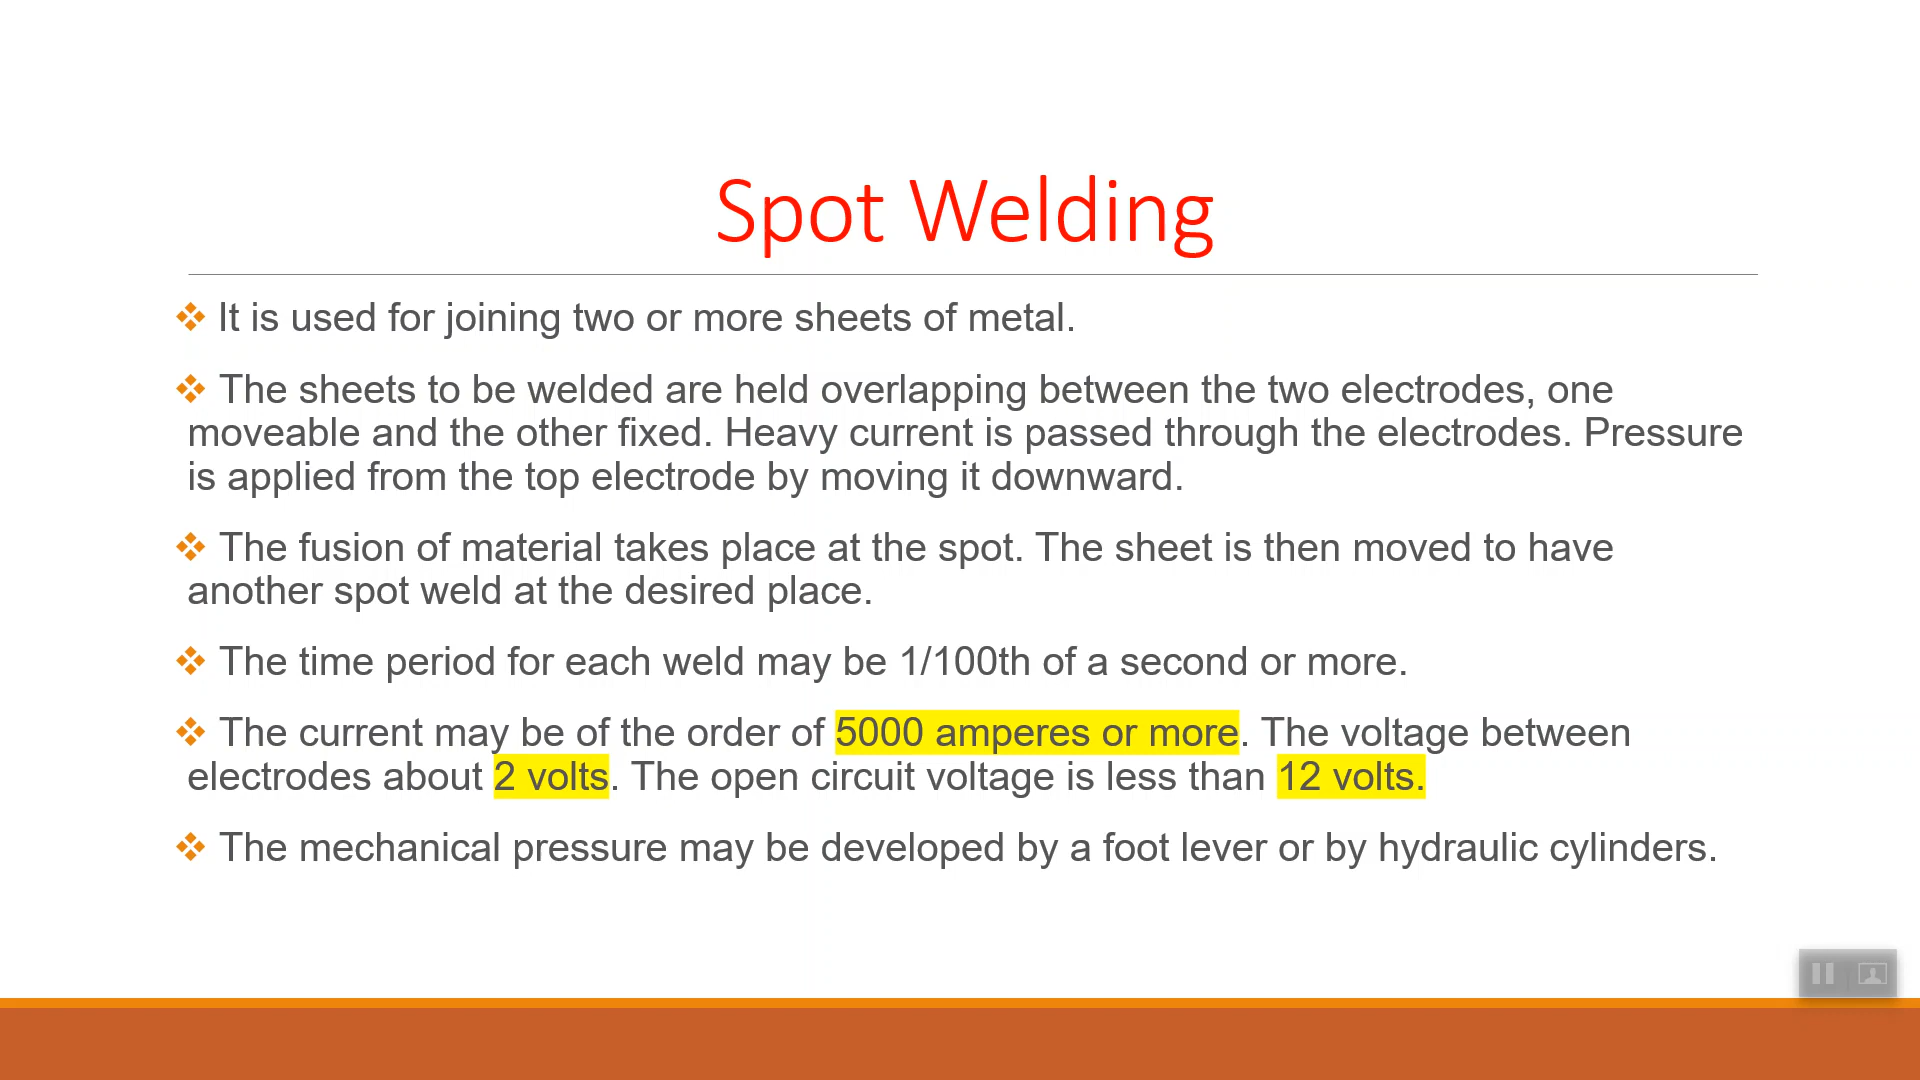 Spot Welding
It is used for joining two or more sheets of metal.
The sheets to be welded are held overlapping between the two electrodes, one
moveable and the other fixed. Heavy current is passed through the electrodes. Pressure
is applied from the top electrode by moving it downward.
The fusion of material takes place at the spot. The sheet is then moved to have
another spot weld at the desired place.
The time period for each weld may be 1/100th of a second or more.
The current may be of the order of 5000 amperes or more. The voltage between
electrodes about 2 volts. The open circuit voltage is less than 12 volts.
The mechanical pressure may be developed by a foot lever or by hydraulic cylinders.